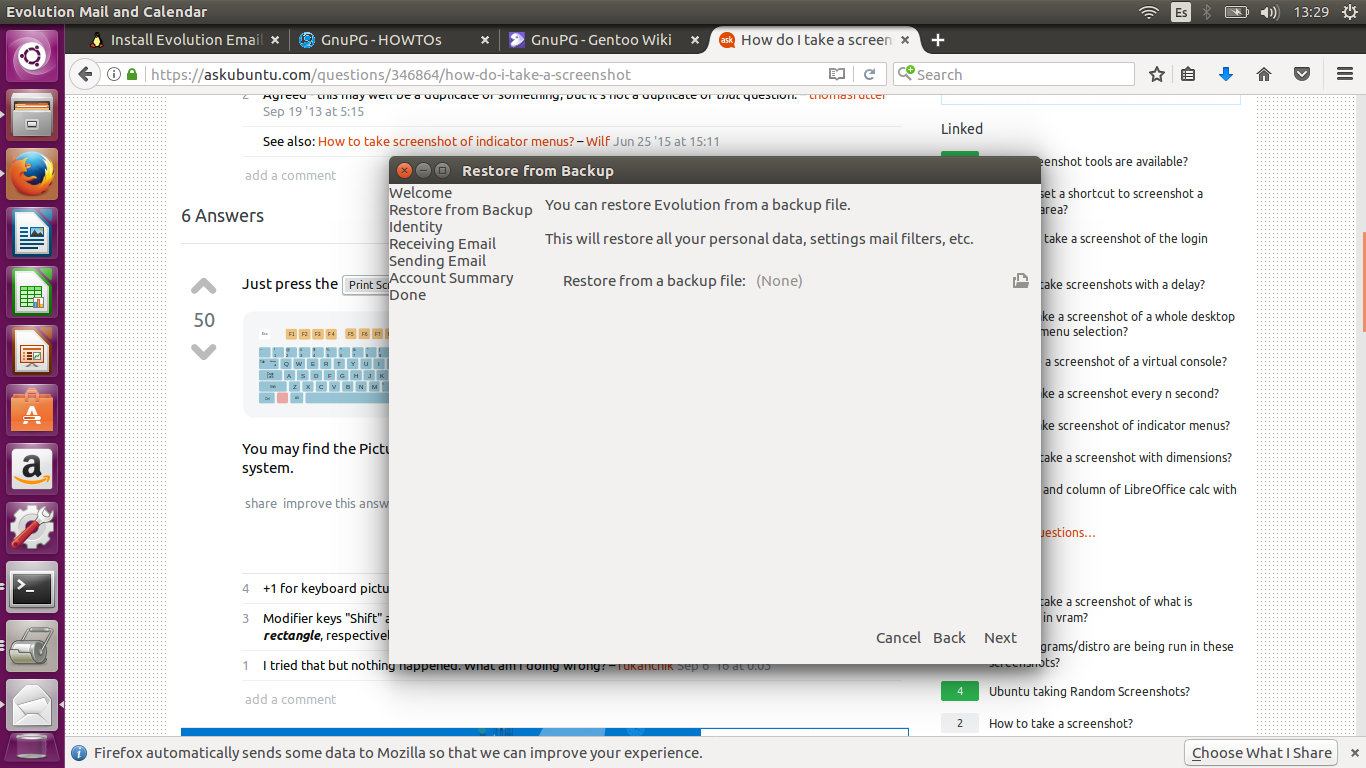 Evolution Mail and Calendar
Es
13:29
Install Evolution Email
GnuPG - HOWTOs
GnuPG - Gentoo Wiki
ask
How do I take a screen
https://askubuntu.com/questions/346864/how-do-i-take-a-screenshot
Search
2 Agreed - this may well be a duplicate of something, but it's not a duplicate of that question. – thomasrutter
Sep 19 '13 at 5:15
See also: How to take screenshot of indicator menus? – Wilf Jun 25 '15 at 15:11
add a comment
6 Answers
50
Just press the Print Sc
You may find the Pictu
system.
share improve this answ
4 +1 for keyboard pictu
3 Modifier keys "Shift" a
rectangle, respectivel
1 I tried that but nothing happened. What am I doing wrong? – Tukanchik Sep 6 '16 at 0:03
add a comment
Restore from Backup
Welcome
Restore from Backup
Identity
Receiving Email
Sending Email
Account Summary
Done
You can restore Evolution from a backup file.
This will restore all your personal data, settings mail filters, etc.
Restore from a backup file: (None)
Cancel Back Next
Linked
eenshot tools are available?
set a shortcut to screenshot a
area?
take a screenshot of the login
take screenshots with a delay?
ke a screenshot of a whole desktop
menu selection?
a screenshot of a virtual console?
ke a screenshot every n second?
ke screenshot of indicator menus?
take a screenshot with dimensions?
and column of LibreOffice calc with
uestions…
take a screenshot of what is
in vram?
grams/distro are being run in these
screenshots?
4 Ubuntu taking Random Screenshots?
2 How to take a screenshot?
Firefox automatically sends some data to Mozilla so that we can improve your experience.
Choose What I Share